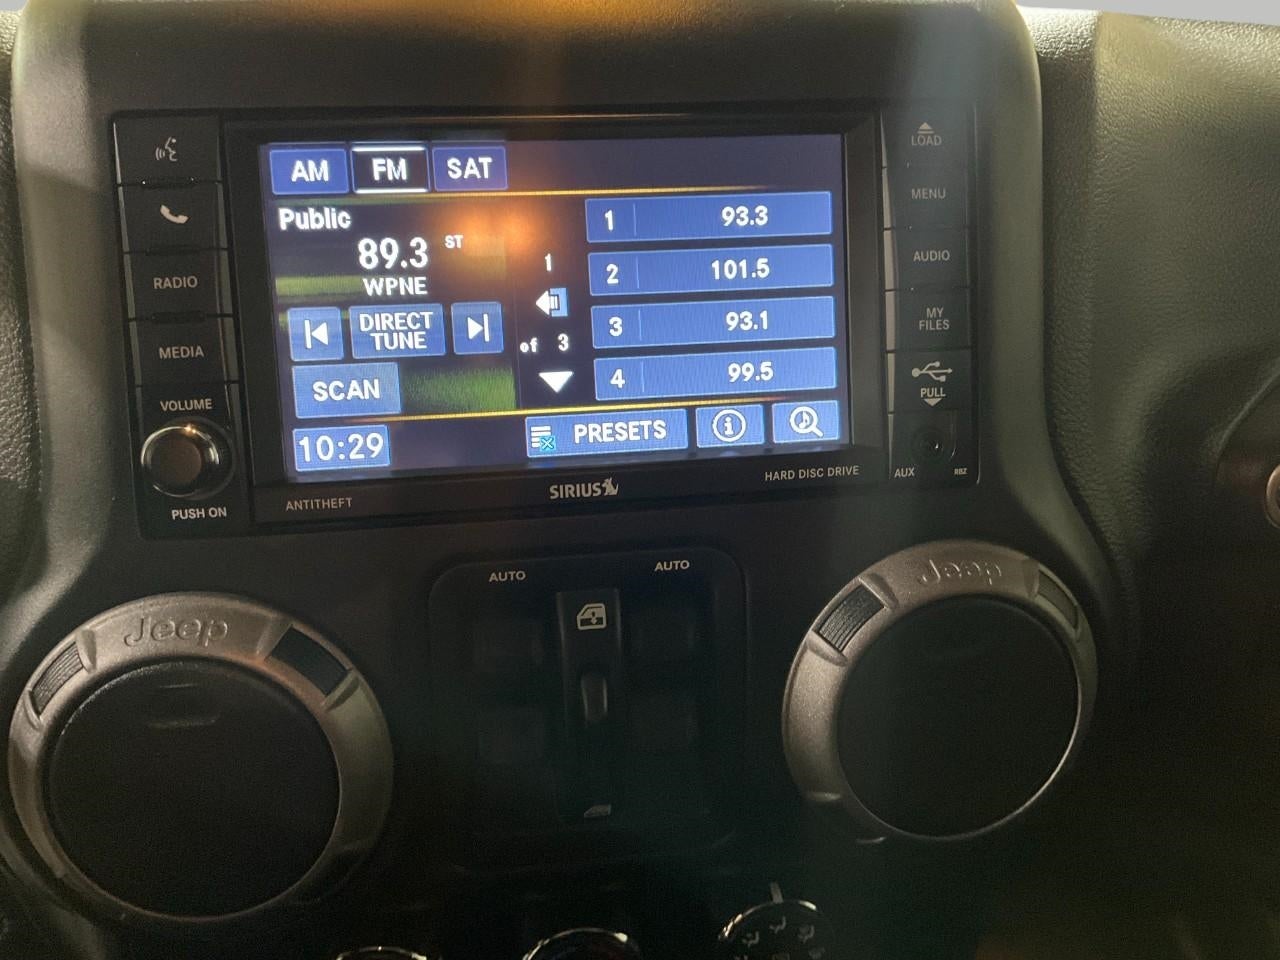 AM FM SAT
Public
89.3 ST
WPNE
DIRECT
TUNE
SCAN
10:29
1
of 3
1 93.3
2 101.5
3 93.1
4 99.5
PRESETS
i
RADIO
MEDIA
VOLUME
PUSH ON
LOAD
MENU
AUDIO
MY
FILES
PULL
AUX RBZ
ANTITHEFT
SIRIUS
HARD DISC DRIVE
AUTO AUTO
Jeep
Jeep